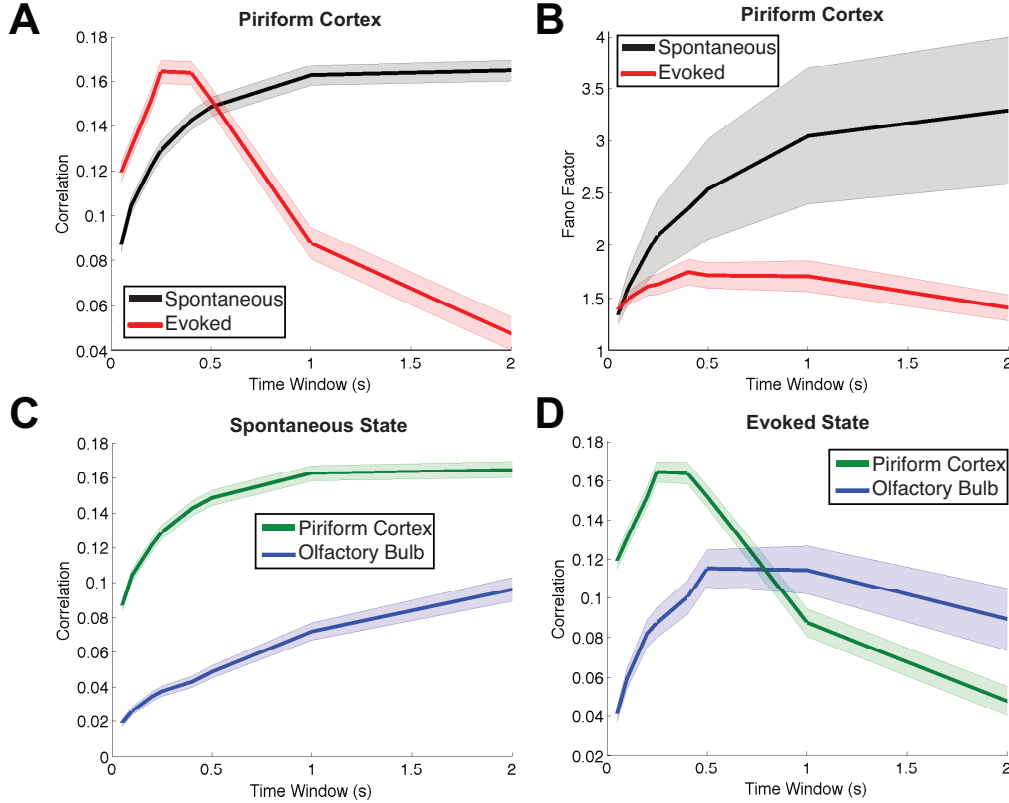 A
Piriform Cortex
0.18
0.16
0.14
0.12
0.1
0.08
0.06
0.04
Correlation
Spontaneous
Evoked
0
0.5
1
1.5
2
Time Window (s)
B
Piriform Cortex
4
3.5
3
2.5
2
1.5
1
Fano Factor
Spontaneous
Evoked
0
0.5
1
1.5
2
Time Window (s)
C
Spontaneous State
0.18
0.16
0.14
0.12
0.1
0.08
0.06
0.04
0.02
0
Correlation
Piriform Cortex
Olfactory Bulb
0
0.5
1
1.5
2
Time Window (s)
D
Evoked State
0.18
0.16
0.14
0.12
0.1
0.08
0.06
0.04
0.02
Correlation
Piriform Cortex
Olfactory Bulb
0
0.5
1
1.5
2
Time Window (s)